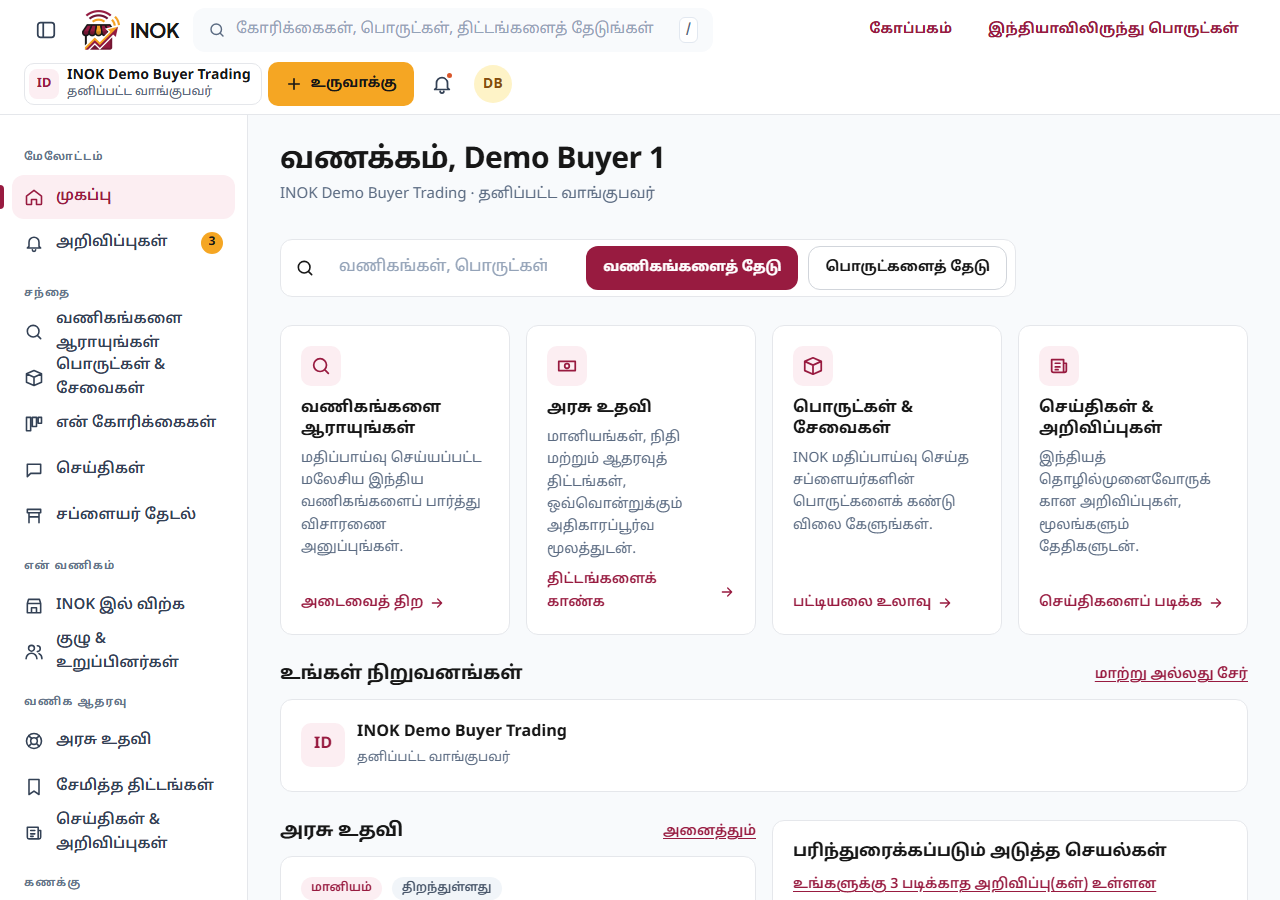 INOK
கோரிக்கைகள், பொருட்கள், திட்டங்களைத் தேடுங்கள்
/
கோப்பகம்
இந்தியாவிலிருந்து பொருட்கள்
ID
INOK Demo Buyer Trading
தனிப்பட்ட வாங்குபவர்
உருவாக்கு
DB
மேலோட்டம்
முகப்பு
அறிவிப்புகள்
3
சந்தை
வணிகங்களை
ஆராயுங்கள்
பொருட்கள் &
சேவைகள்
என் கோரிக்கைகள்
செய்திகள்
சப்ளையர் தேடல்
என் வணிகம்
INOK இல் விற்க
குழு &
உறுப்பினர்கள்
வணிக ஆதரவு
அரசு உதவி
சேமித்த திட்டங்கள்
செய்திகள் &
அறிவிப்புகள்
கணக்கு
வணக்கம், Demo Buyer 1
INOK Demo Buyer Trading · தனிப்பட்ட வாங்குபவர்
வணிகங்கள், பொருட்கள்
வணிகங்களைத் தேடு
பொருட்களைத் தேடு
வணிகங்களை
ஆராயுங்கள்
மதிப்பாய்வு செய்யப்பட்ட
மலேசிய இந்திய
வணிகங்களைப் பார்த்து
விசாரணை
அனுப்புங்கள்.
அடைவைத் திற →
அரசு உதவி
மானியங்கள், நிதி
மற்றும் ஆதரவுத்
திட்டங்கள்,
ஒவ்வொன்றுக்கும்
அதிகாரப்பூர்வ
மூலத்துடன்.
திட்டங்களைக்
காண்க →
பொருட்கள் &
சேவைகள்
INOK மதிப்பாய்வு செய்த
சப்ளையர்களின்
பொருட்களைக் கண்டு
விலை கேளுங்கள்.
பட்டியலை உலாவு →
செய்திகள் &
அறிவிப்புகள்
இந்தியத்
தொழில்முனைவோருக்
கான அறிவிப்புகள்,
மூலங்களும்
தேதிகளுடன்.
செய்திகளைப் படிக்க →
உங்கள் நிறுவனங்கள்
மாற்று அல்லது சேர்
ID
INOK Demo Buyer Trading
தனிப்பட்ட வாங்குபவர்
அரசு உதவி
அனைத்தும்
மானியம்
திறந்துள்ளது
பரிந்துரைக்கப்படும் அடுத்த செயல்கள்
உங்களுக்கு 3 படிக்காத அறிவிப்பு(கள்) உள்ளன